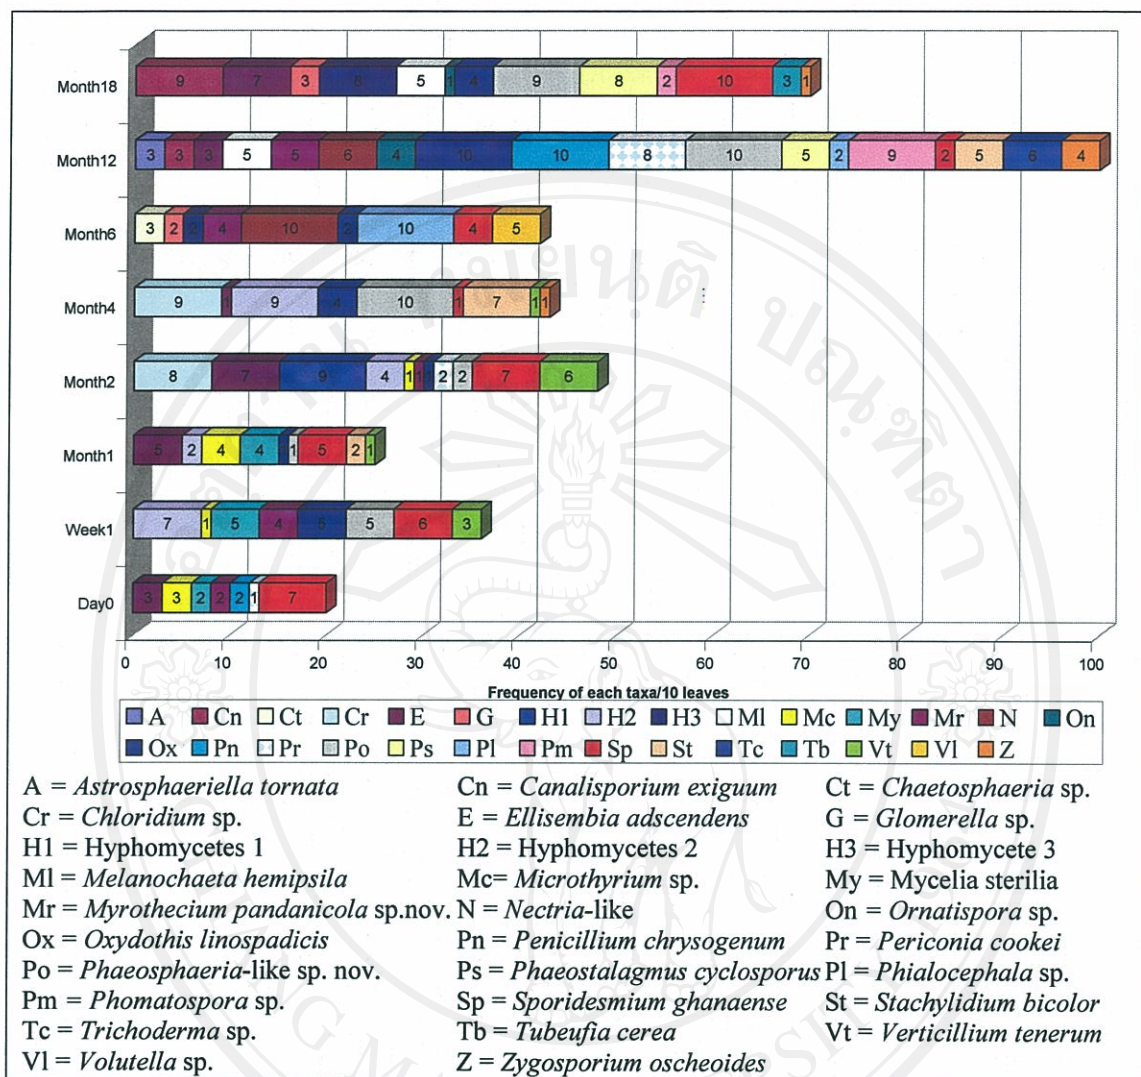 Month18 9 7 3 8 5 1 4 9 8 2 10 3 1
Month12 3 3 3 5 5 6 4 10 10 8 10 5 2 9 2 5 6 4
Month6 3 2 2 4 10 2 10 4 5
Month4 9 1 9 4 10 1 7 1 1
Month2 8 7 9 4 1 1 1 2 2 7 6
Month1 5 2 4 4 1 1 5 2 1
Week1 7 1 5 4 5 5 6 3
Day0 3 3 2 2 2 1 7
0 10 20 30 40 50 60 70 80 90 100
Frequency of each taxa/10 leaves
A Cn Ct Cr E G H1 H2 H3 Ml Mc My Mr N On
Ox Pn Pr Po Ps Pl Pm Sp St Tc Tb Vt Vl Z
A = Astrosphaeriella tornata Cn = Canalisporium exiguum Ct = Chaetosphaeria sp.
Cr = Chloridium sp. E = Ellisembia adscendens G = Glomerella sp.
H1 = Hyphomycetes 1 H2 = Hyphomycetes 2 H3 = Hyphomycete 3
Ml = Melanochaeta hemipsila Mc= Microthyrium sp. My = Mycelia sterilia
Mr = Myrothecium pandanicola sp.nov. N = Nectria-like On = Ornatispora sp.
Ox = Oxydothis linospadicis Pn = Penicillium chrysogenum Pr = Periconia cookei
Po = Phaeosphaeria-like sp. nov. Ps = Phaeostalagmus cyclosporus Pl = Phialocephala sp.
Pm = Phomatospora sp. Sp = Sporidesmium ghanaense St = Stachylidium bicolor
Tc = Trichoderma sp. Tb = Tubeufia cerea Vt = Verticillium tenerum
Vl = Volutella sp. Z = Zygosporium oscheoides